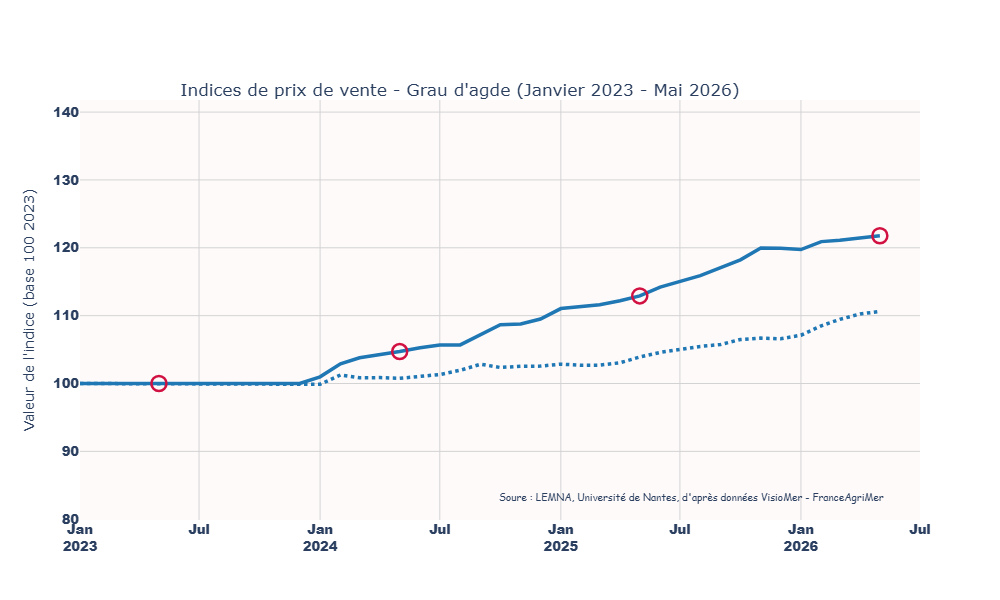 Indices de prix de vente - Grau d'agde (Janvier 2023 - Mai 2026)
Valeur de l'indice (base 100 2023)
140
130
120
110
100
90
80
Soure : LEMNA, Université de Nantes, d'après données VisioMer - FranceAgriMer
Jan Jul Jan Jul Jan Jul Jan Jul
2023 2024 2025 2026